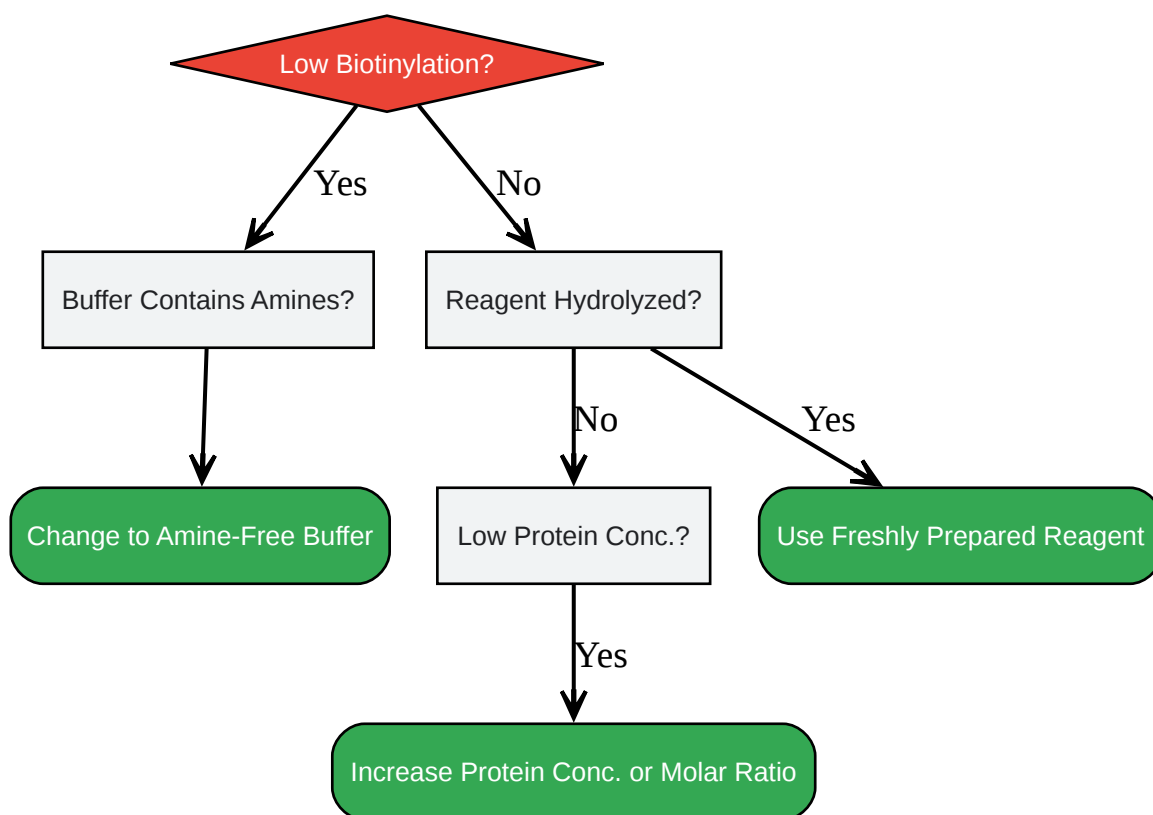 Low Biotinylation?
Yes
No
Buffer Contains Amines?
Reagent Hydrolyzed?
No
Yes
Change to Amine-Free Buffer
Low Protein Conc.?
Use Freshly Prepared Reagent
Yes
Increase Protein Conc. or Molar Ratio